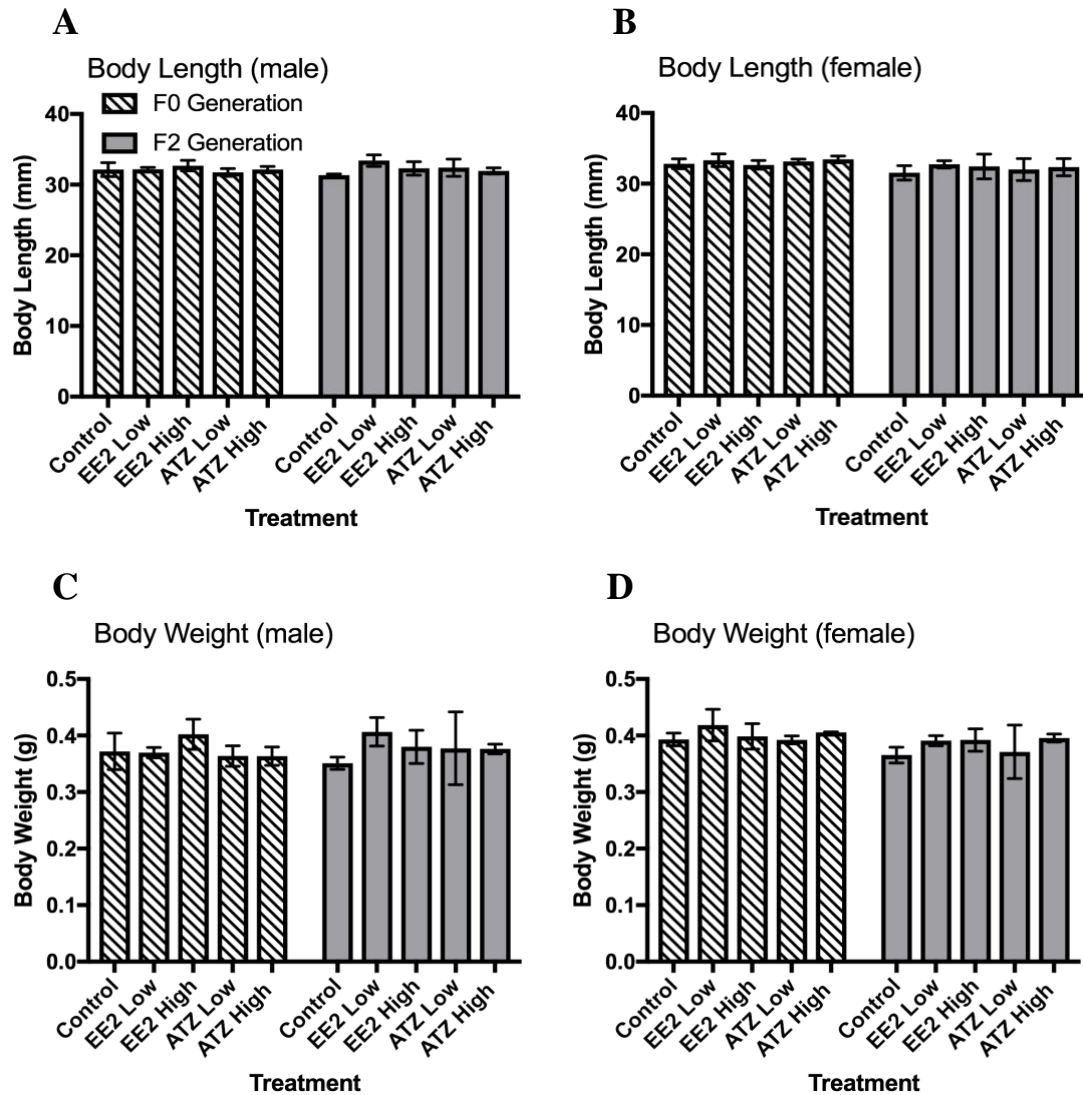 A
Body Length (male)
F0 Generation
F2 Generation
40
30
20
10
0
Body Length (mm)
Control
EE2 Low
EE2 High
ATZ Low
ATZ High
Control
EE2 Low
EE2 High
ATZ Low
ATZ High
Treatment
B
Body Length (female)
40
30
20
10
0
Body Length (mm)
Control
EE2 Low
EE2 High
ATZ Low
ATZ High
Control
EE2 Low
EE2 High
ATZ Low
ATZ High
Treatment
C
Body Weight (male)
0.5
0.4
0.3
0.2
0.1
0.0
Body Weight (g)
Control
EE2 Low
EE2 High
ATZ Low
ATZ High
Control
EE2 Low
EE2 High
ATZ Low
ATZ High
Treatment
D
Body Weight (female)
0.5
0.4
0.3
0.2
0.1
0.0
Body Weight (g)
Control
EE2 Low
EE2 High
ATZ Low
ATZ High
Control
EE2 Low
EE2 High
ATZ Low
ATZ High
Treatment